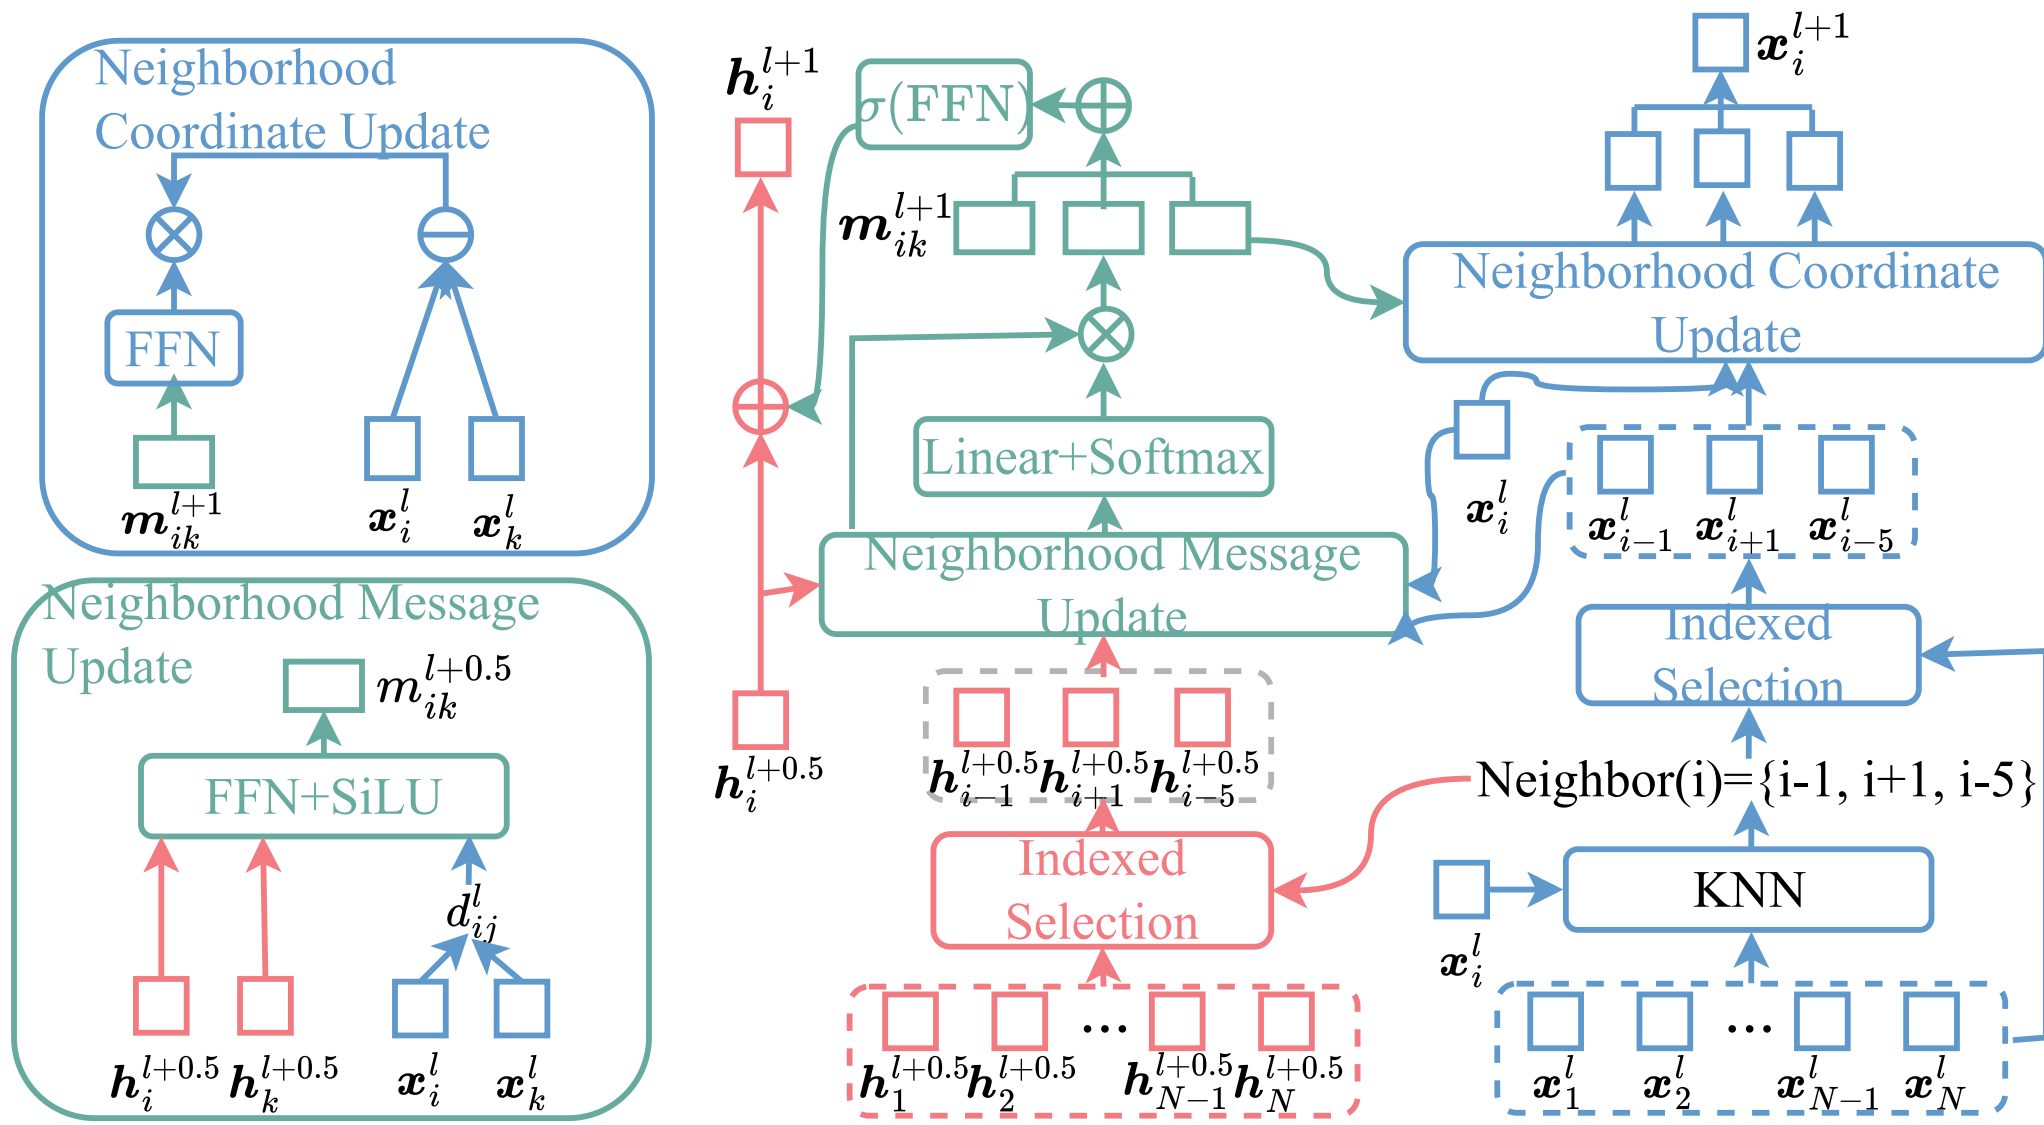 Neighborhood
Coordinate Update
FFN
m_{ik}^{l+1}
x_i^l
x_k^l
Neighborhood Message
Update
m_{ik}^{l+0.5}
FFN+SiLU
d_{ij}^l
h_i^{l+0.5} h_k^{l+0.5}
x_i^l
x_k^l
h_i^{l+1}
σ(FFN)
m_{ik}^{l+1}
Linear+Softmax
Neighborhood Message
Update
h_i^{l+0.5}
h_{i-1}^{l+0.5} h_{i+1}^{l+0.5} h_{i-5}^{l+0.5}
Indexed
Selection
...
h_1^{l+0.5} h_2^{l+0.5} h_{N-1}^{l+0.5} h_N^{l+0.5}
x_i^{l+1}
Neighborhood Coordinate
Update
x_i^l
x_{i-1}^l x_{i+1}^l x_{i-5}^l
Indexed
Selection
Neighbor(i)={i-1, i+1, i-5}
KNN
x_i^l
...
x_1^l x_2^l x_{N-1}^l x_N^l